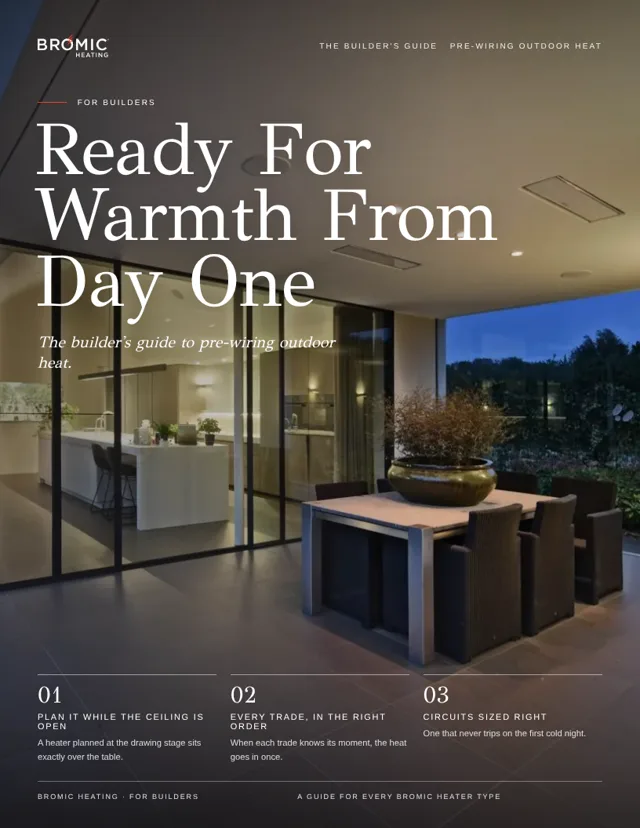 BROMIC
HEATING
THE BUILDER'S GUIDE PRE-WIRING OUTDOOR HEAT
FOR BUILDERS
Ready For
Warmth From
Day One
The builder's guide to pre-wiring outdoor
heat.
01
PLAN IT WHILE THE CEILING IS
OPEN
A heater planned at the drawing stage sits
exactly over the table.
02
EVERY TRADE, IN THE RIGHT
ORDER
When each trade knows its moment, the heat
goes in once.
03
CIRCUITS SIZED RIGHT
One that never trips on the first cold night.
BROMIC HEATING · FOR BUILDERS
A GUIDE FOR EVERY BROMIC HEATER TYPE